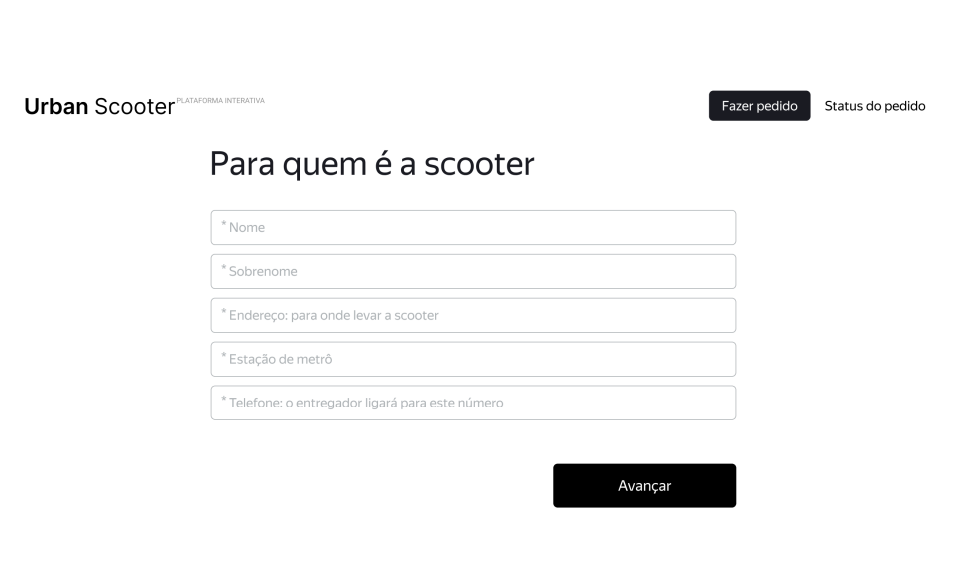 Urban Scooter PLATAFORMA INTERATIVA
Fazer pedido
Status do pedido
Para quem é a scooter
* Nome
* Sobrenome
* Endereço: para onde levar a scooter
* Estação de metrô
* Telefone: o entregador ligará para este número
Avançar